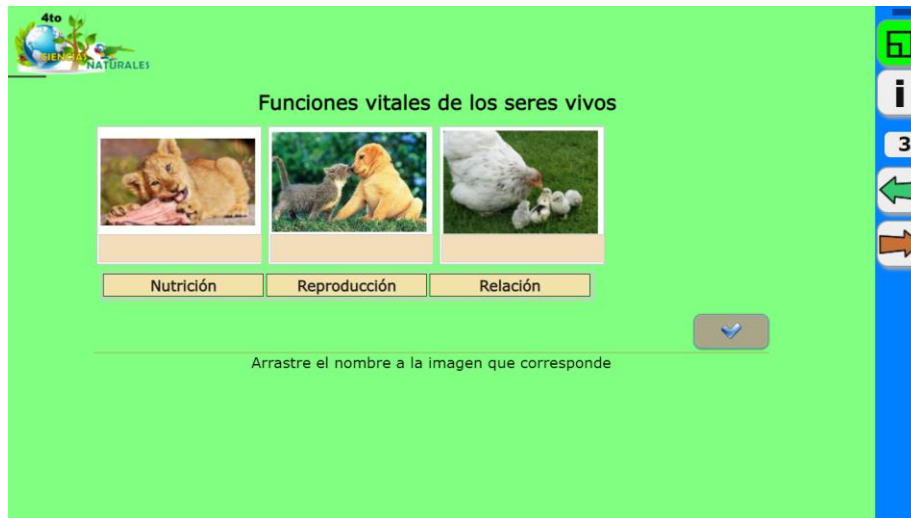 4to
CIENCIAS
NATURALES
Funciones vitales de los seres vivos
Nutrición Reproducción Relación
Arrastre el nombre a la imagen que corresponde
i
3